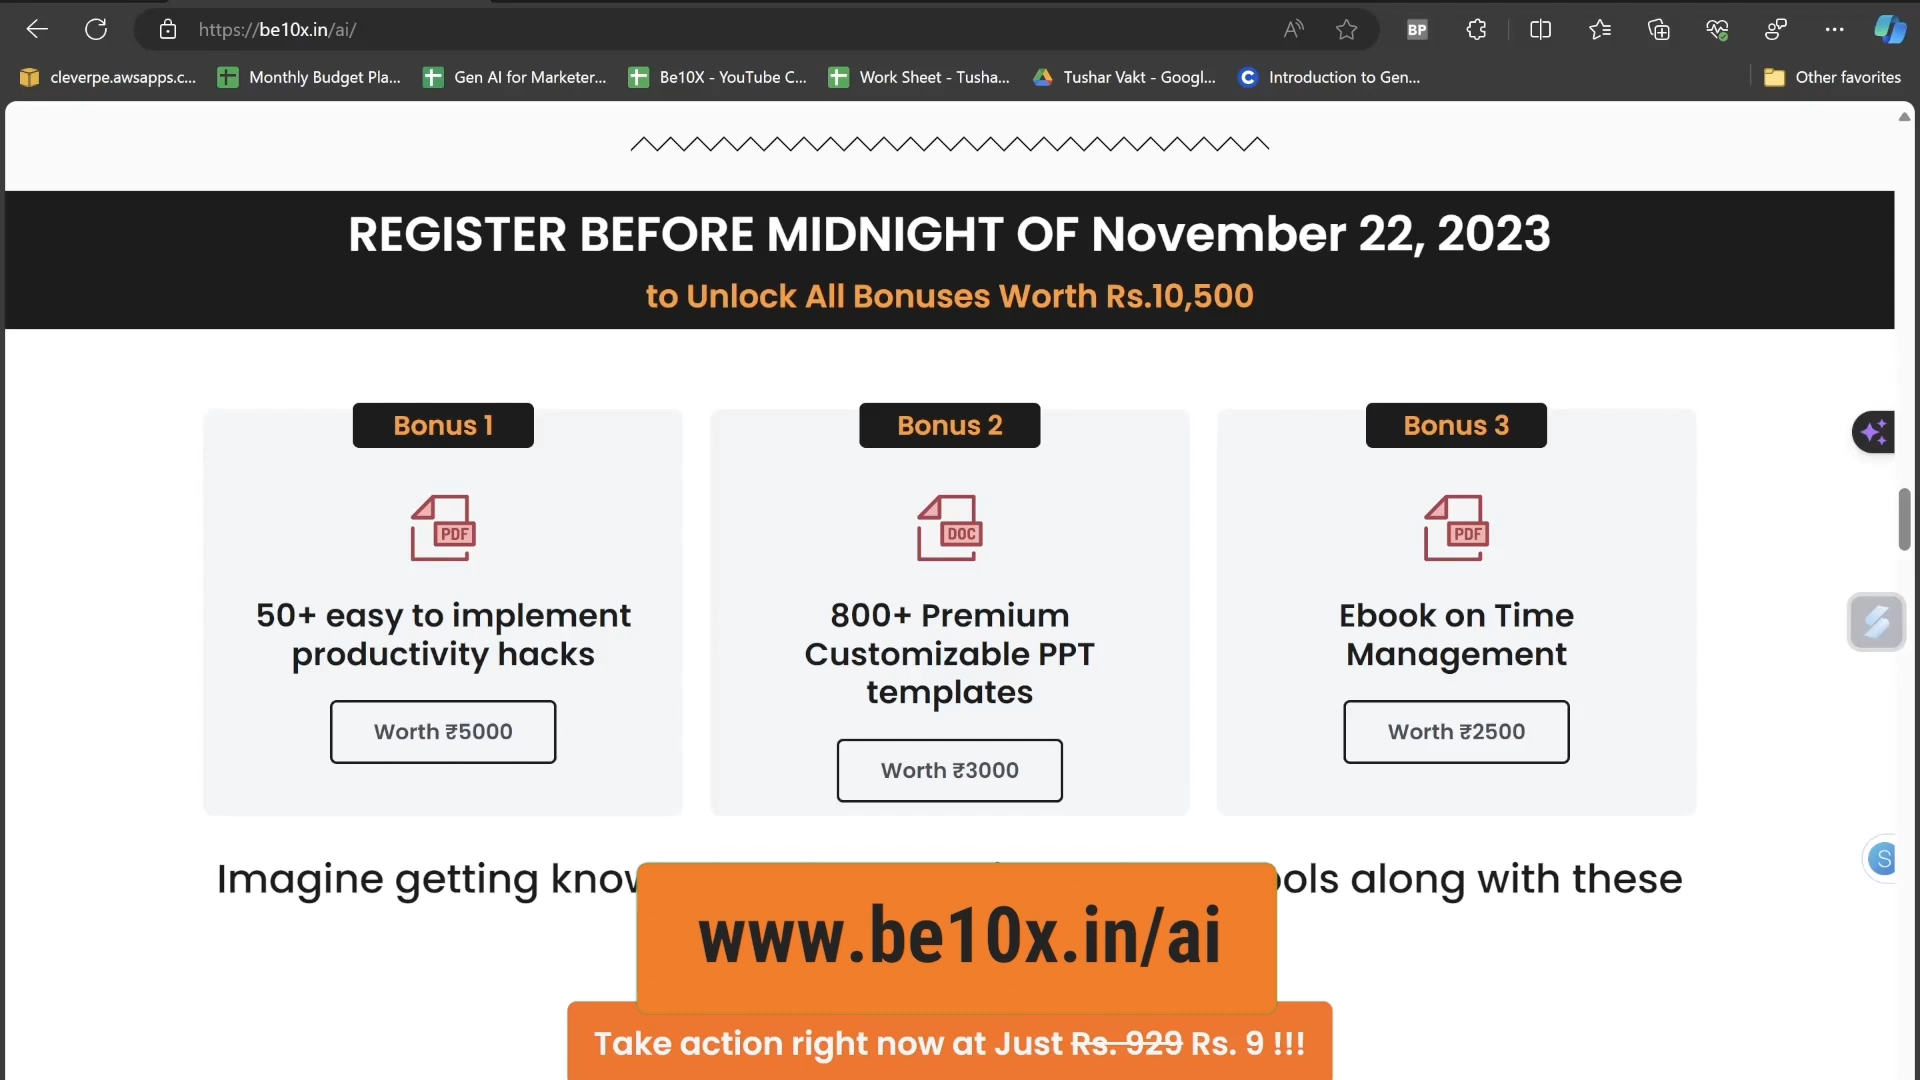 https://be10x.in/ai/
BP
cleverpe.awsapps.c...
Monthly Budget Pla...
Gen AI for Marketer...
Be10X - YouTube C...
Work Sheet - Tusha...
Tushar Vakt - Googl...
Introduction to Gen...
Other favorites
REGISTER BEFORE MIDNIGHT OF November 22, 2023
to Unlock All Bonuses Worth Rs.10,500
Bonus 1
PDF
50+ easy to implement
productivity hacks
Worth ₹5000
Bonus 2
DOC
800+ Premium
Customizable PPT
templates
Worth ₹3000
Bonus 3
PDF
Ebook on Time
Management
Worth ₹2500
Imagine getting ols along with these
www.be10x.in/ai
Take action right now at Just Rs. 929 Rs. 9 !!!